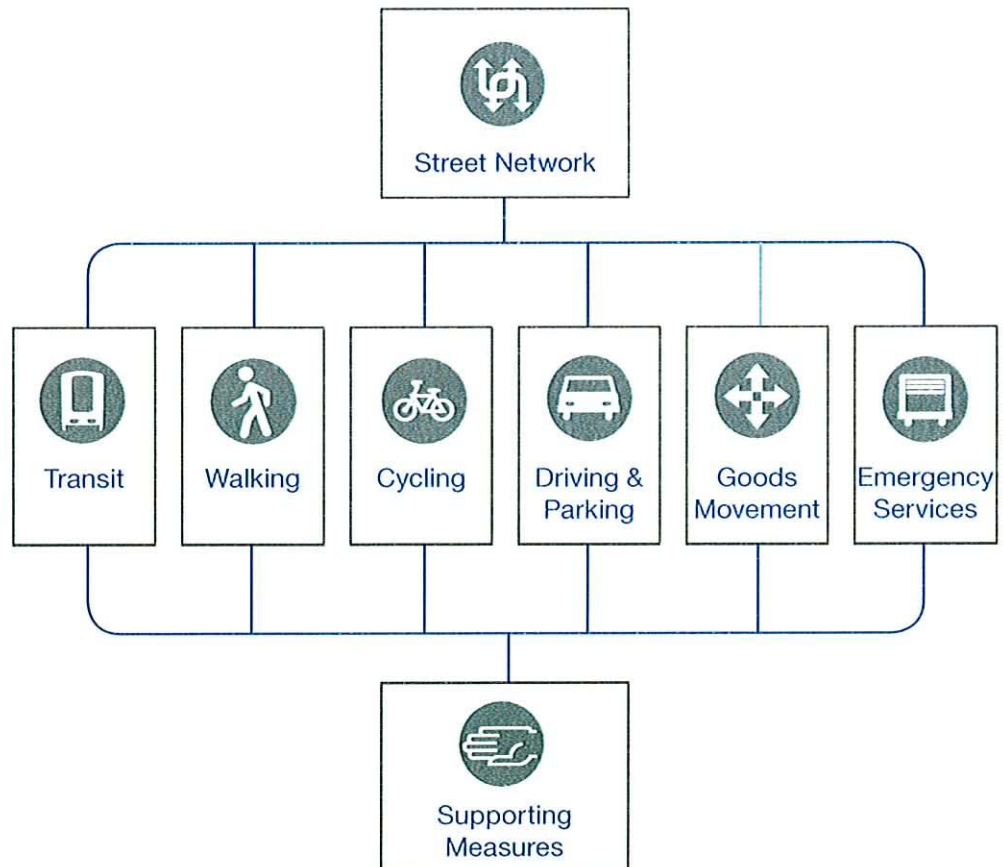 Street Network
Transit
Walking
Cycling
Driving &
Parking
Goods
Movement
Emergency
Services
Supporting
Measures